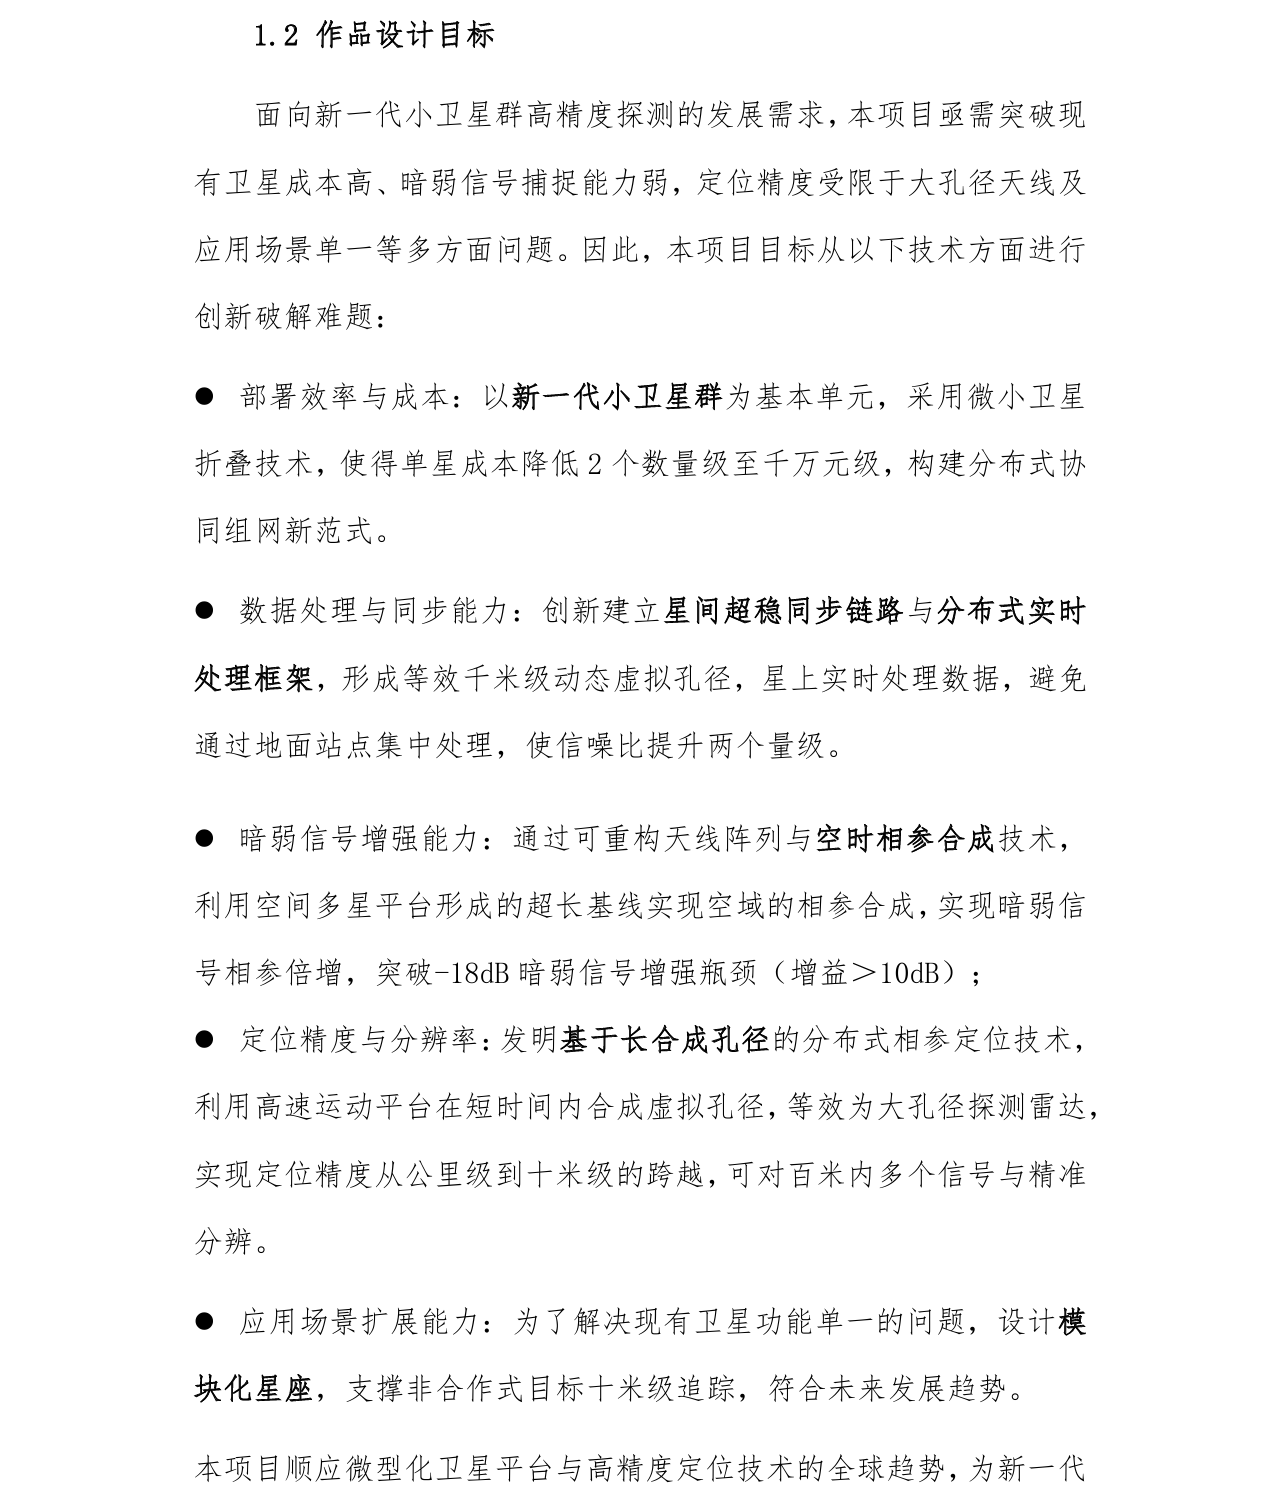 1.2 作品设计目标
面向新一代小卫星群高精度探测的发展需求，本项目亟需突破现
有卫星成本高、暗弱信号捕捉能力弱，定位精度受限于大孔径天线及
应用场景单一等多方面问题。因此，本项目目标从以下技术方面进行
创新破解难题：
● 部署效率与成本：以新一代小卫星群为基本单元，采用微小卫星
折叠技术，使得单星成本降低 2 个数量级至千万元级，构建分布式协
同组网新范式。
● 数据处理与同步能力：创新建立星间超稳同步链路与分布式实时
处理框架，形成等效千米级动态虚拟孔径，星上实时处理数据，避免
通过地面站点集中处理，使信噪比提升两个量级。
● 暗弱信号增强能力：通过可重构天线阵列与空时相参合成技术，
利用空间多星平台形成的超长基线实现空域的相参合成，实现暗弱信
号相参倍增，突破-18dB 暗弱信号增强瓶颈（增益＞10dB）；
● 定位精度与分辨率：发明基于长合成孔径的分布式相参定位技术，
利用高速运动平台在短时间内合成虚拟孔径，等效为大孔径探测雷达，
实现定位精度从公里级到十米级的跨越，可对百米内多个信号与精准
分辨。
● 应用场景扩展能力：为了解决现有卫星功能单一的问题，设计模
块化星座，支撑非合作式目标十米级追踪，符合未来发展趋势。
本项目顺应微型化卫星平台与高精度定位技术的全球趋势，为新一代